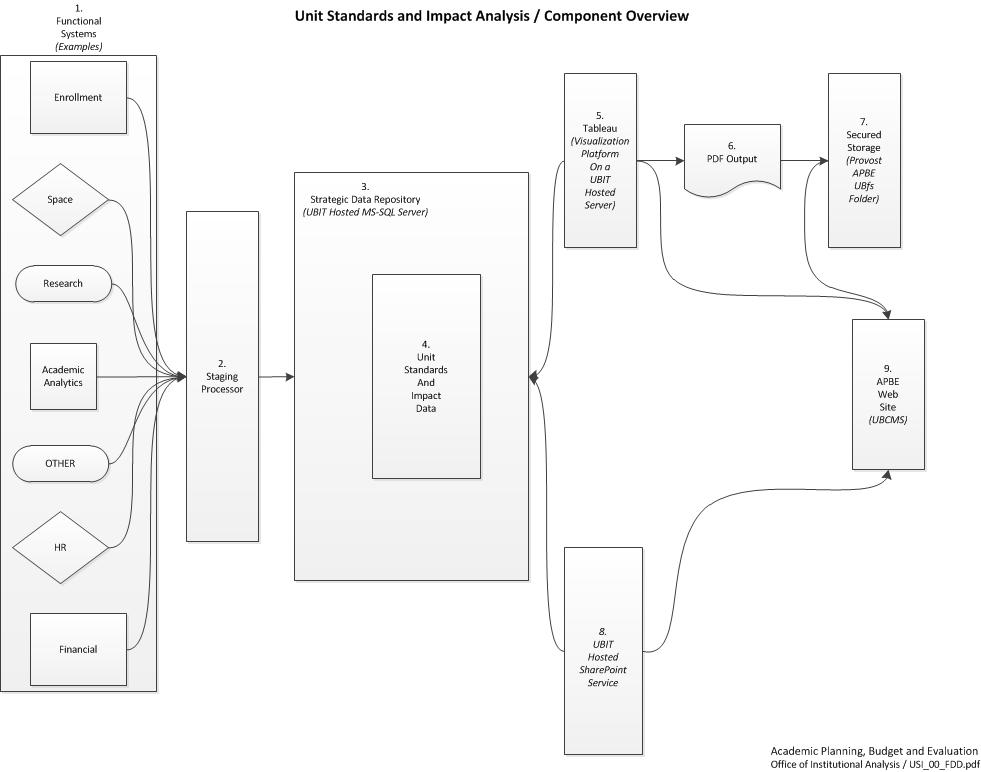 Unit Standards and Impact Analysis / Component Overview
1.
Functional
Systems
(Examples)
Enrollment
Space
Research
Academic
Analytics
OTHER
HR
Financial
2.
Staging
Processor
3.
Strategic Data Repository
(UBIT Hosted MS-SQL Server)
4.
Unit
Standards
And
Impact
Data
5.
Tableau
(Visualization
Platform
On a
UBIT
Hosted
Server)
6.
PDF Output
7.
Secured
Storage
(Provost
APBE
UBfs
Folder)
8.
UBIT
Hosted
SharePoint
Service
9.
APBE
Web
Site
(UBCMS)
Academic Planning, Budget and Evaluation
Office of Institutional Analysis / USI_00_FDD.pdf